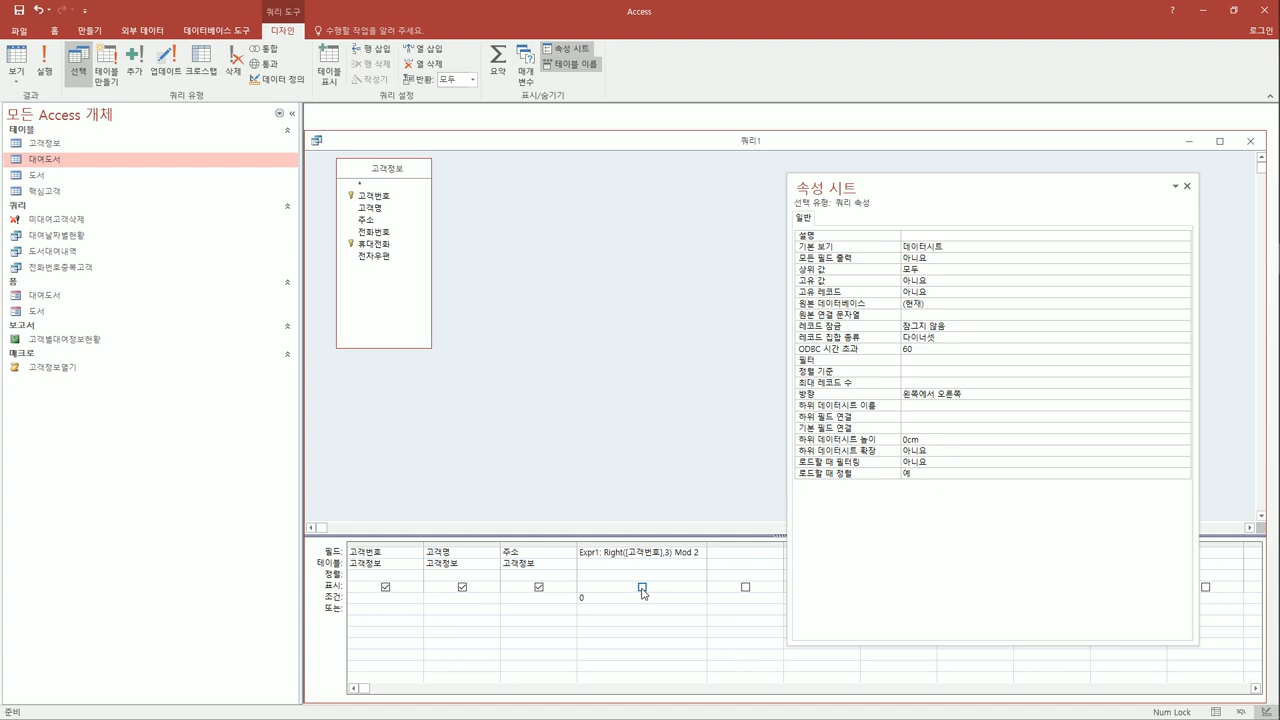 쿼리 도구
Access
?
파일 홈 만들기 외부 데이터 데이터베이스 도구 디자인 수행할 작업을 알려 주세요.
로그인
보기 실행
선택 테이블 만들기 추가 업데이트 크로스탭 삭제
통합
통과
데이터 정의
테이블 표시
행 삽입
행 삭제
작성기
열 삽입
열 삭제
반환: 모두
요약 매개 변수
속성 시트
테이블 이름
결과 쿼리 유형 쿼리 설정 표시/숨기기
모든 Access 개체
테이블
고객정보
대여도서
도서
핵심고객
쿼리
미대여고객삭제
대여날짜별현황
도서대여내역
전화번호중복고객
폼
대여도서
도서
보고서
고객별대여정보현황
매크로
고객정보열기
쿼리1
고객정보
*
고객번호
고객명
주소
전화번호
휴대전화
전자우편
속성 시트
선택 유형: 쿼리 속성
일반
설명
기본 보기 데이터시트
모든 필드 출력 아니요
상위 값 모두
고유 값 아니요
고유 레코드 아니요
원본 데이터베이스 (현재)
원본 연결 문자열
레코드 잠금 잠그지 않음
레코드 집합 종류 다이너셋
ODBC 시간 초과 60
필터
정렬 기준
최대 레코드 수
방향 왼쪽에서 오른쪽
하위 데이터시트 이름
하위 필드 연결
기본 필드 연결
하위 데이터시트 높이 0cm
하위 데이터시트 확장 아니요
로드할 때 필터링 아니요
로드할 때 정렬 예
필드: 고객번호 고객명 주소 Expr1: Right([고객번호],3) Mod 2
테이블: 고객정보 고객정보 고객정보
정렬:
표시:
조건: 0
또는:
준비
Num Lock
SQL